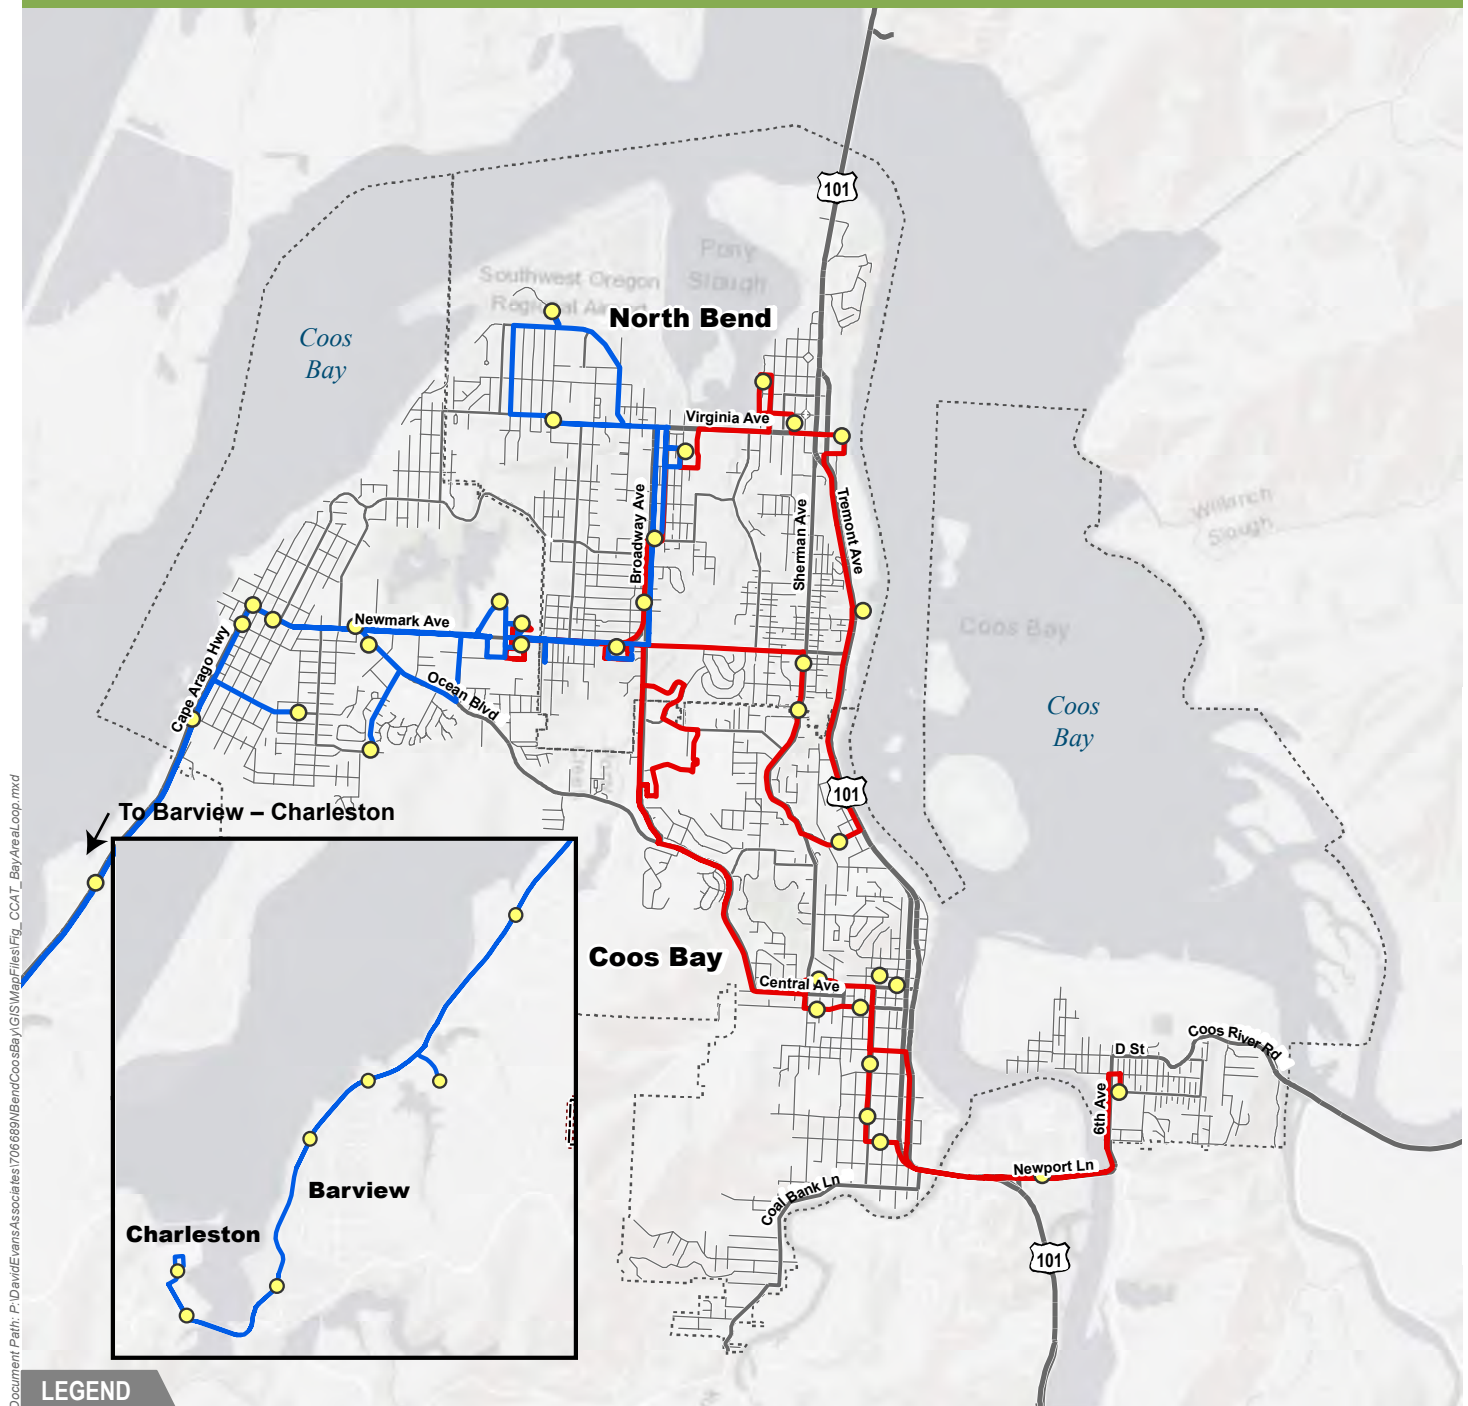 101
Pony
Slough
Southwest Oregon
Regional Airport
North Bend
Coos
Bay
Virginia Ave
Broadway Ave
Sherman Ave
Tremont Ave
Willanch
Slough
Newmark Ave
Coos Bay
Cape Arago Hwy
Ocean Blvd
Coos
Bay
101
To Barview – Charleston
Coos Bay
Central Ave
Coos River Rd
D St
6th Ave
Newport Ln
Coal Bank Ln
Barview
Charleston
101
LEGEND
Document Path: P:\DavidEvansAssociates\706689NBendCoosBay\GIS\MapFiles\Fig_CCAT_BayAreaLoop.mxd